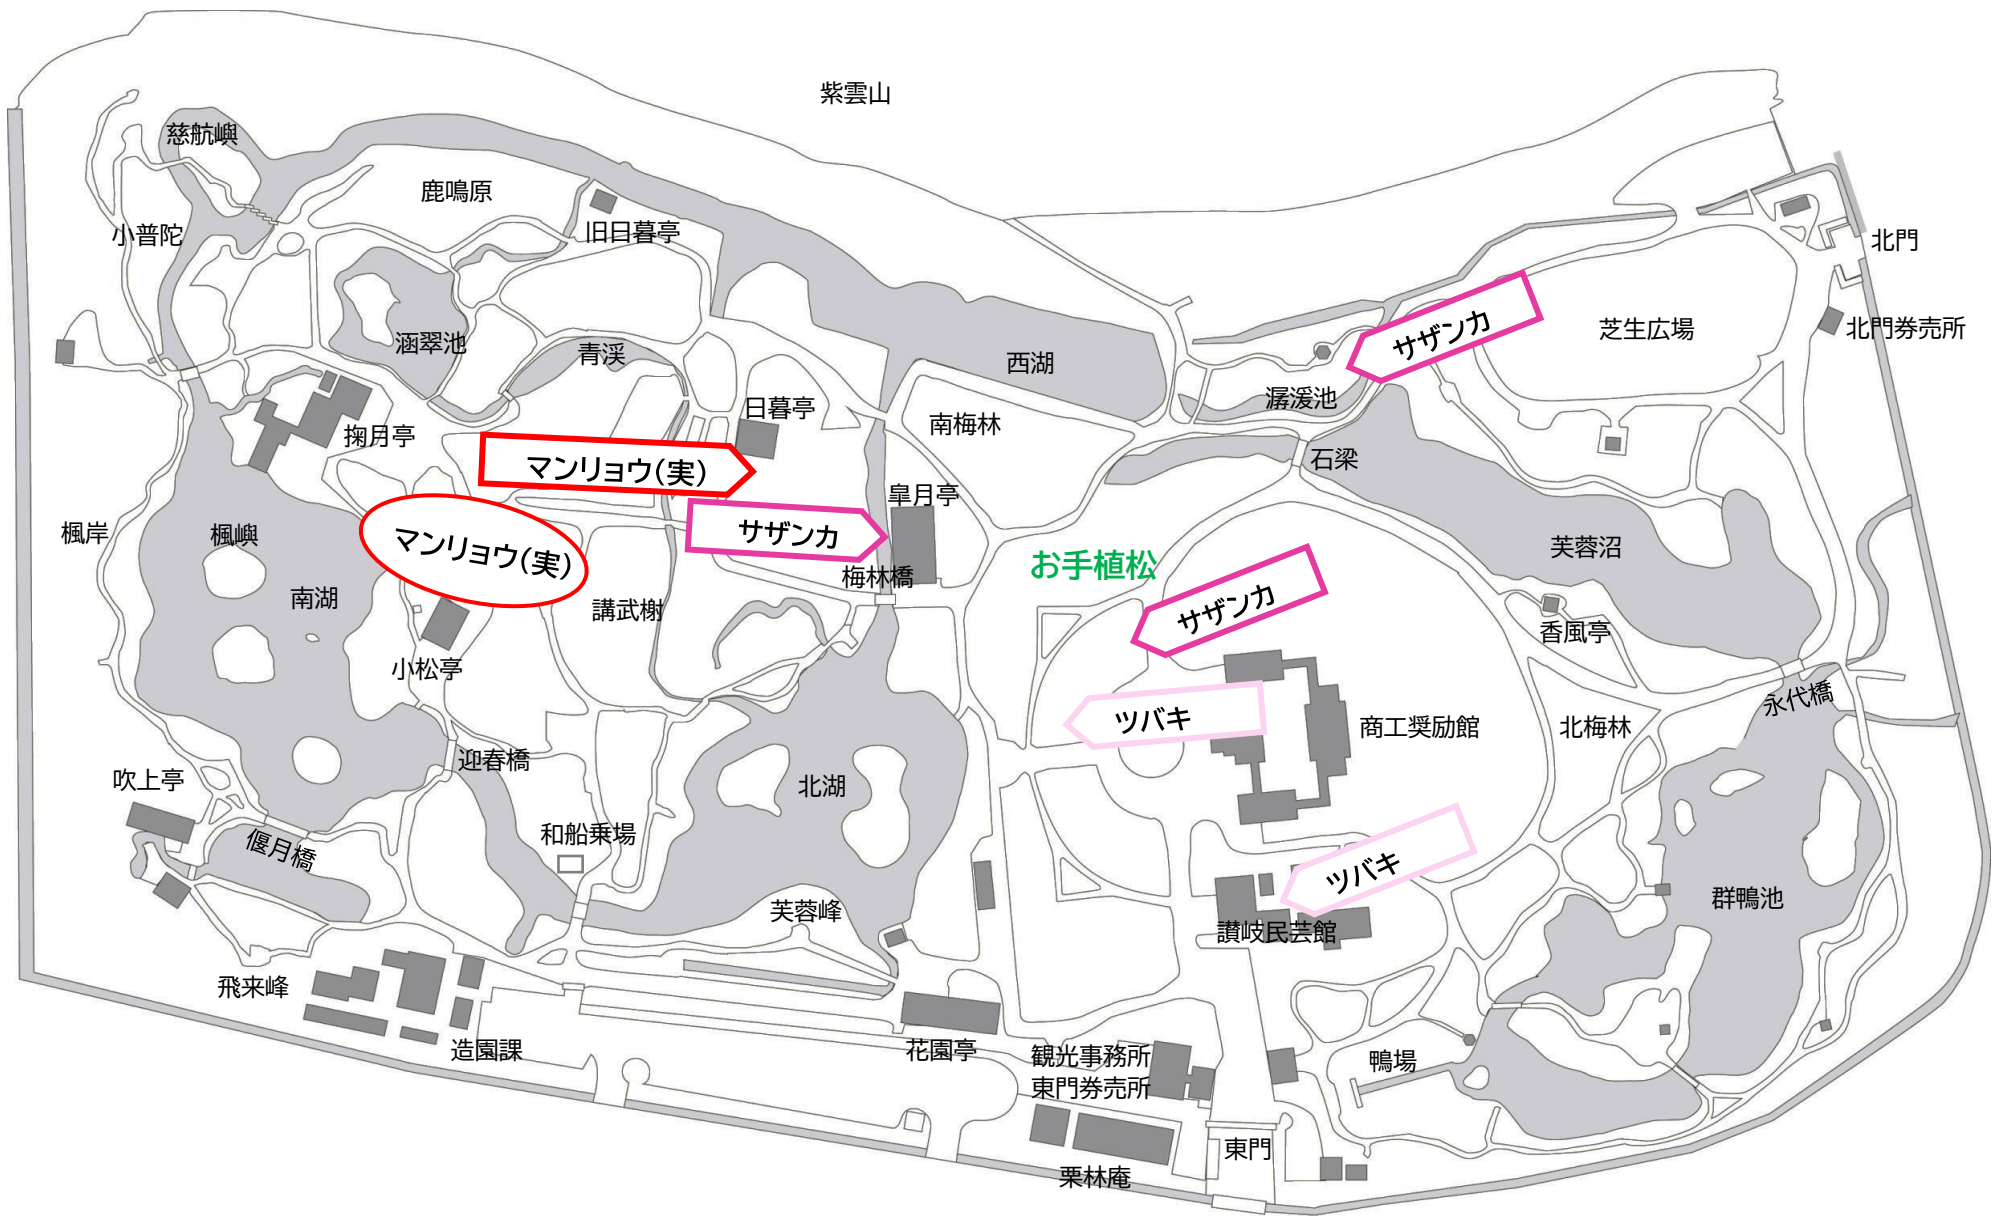 紫雲山
慈航嶼
鹿鳴原
小普陀
旧日暮亭
北門
北門券売所
芝生広場
サザンカ
涵翠池
青渓
西湖
潺湲池
日暮亭
南梅林
掬月亭
石梁
マンリョウ(実)
皐月亭
サザンカ
楓岸
楓嶼
マンリョウ(実)
お手植松
芙蓉沼
梅林橋
南湖
講武榭
サザンカ
香風亭
小松亭
永代橋
ツバキ
商工奨励館
北梅林
迎春橋
吹上亭
北湖
和船乗場
偃月橋
ツバキ
群鴨池
芙蓉峰
讃岐民芸館
飛来峰
造園課
花園亭
観光事務所
東門券売所
鴨場
東門
栗林庵